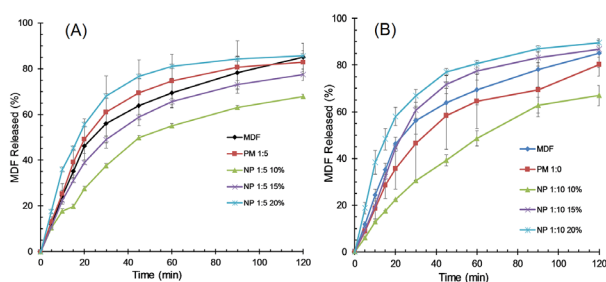 (A)
MDF Released (%)
100
80
60
40
20
0
0 20 40 60 80 100 120
Time (min)
MDF
PM 1:5
NP 1:5 10%
NP 1:5 15%
NP 1:5 20%
(B)
MDF Released (%)
100
80
60
40
20
0
0 20 40 60 80 100 120
Time (min)
MDF
PM 1:0
NP 1:10 10%
NP 1:10 15%
NP 1:10 20%